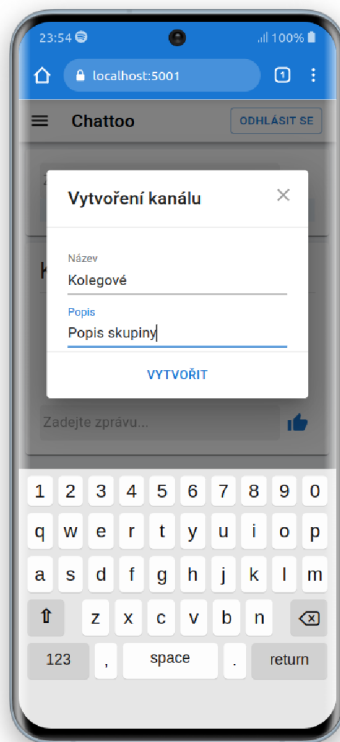 23:54 100%
localhost:5001 1
Chattoo ODHLÁSIT SE
Vytvoření kanálu
Název
Kolegové
Popis
Popis skupiny
VYTVOŘIT
Zadejte zprávu...
1 2 3 4 5 6 7 8 9 0
q w e r t y u i o p
a s d f g h j k l m
z x c v b n
123 , space . return